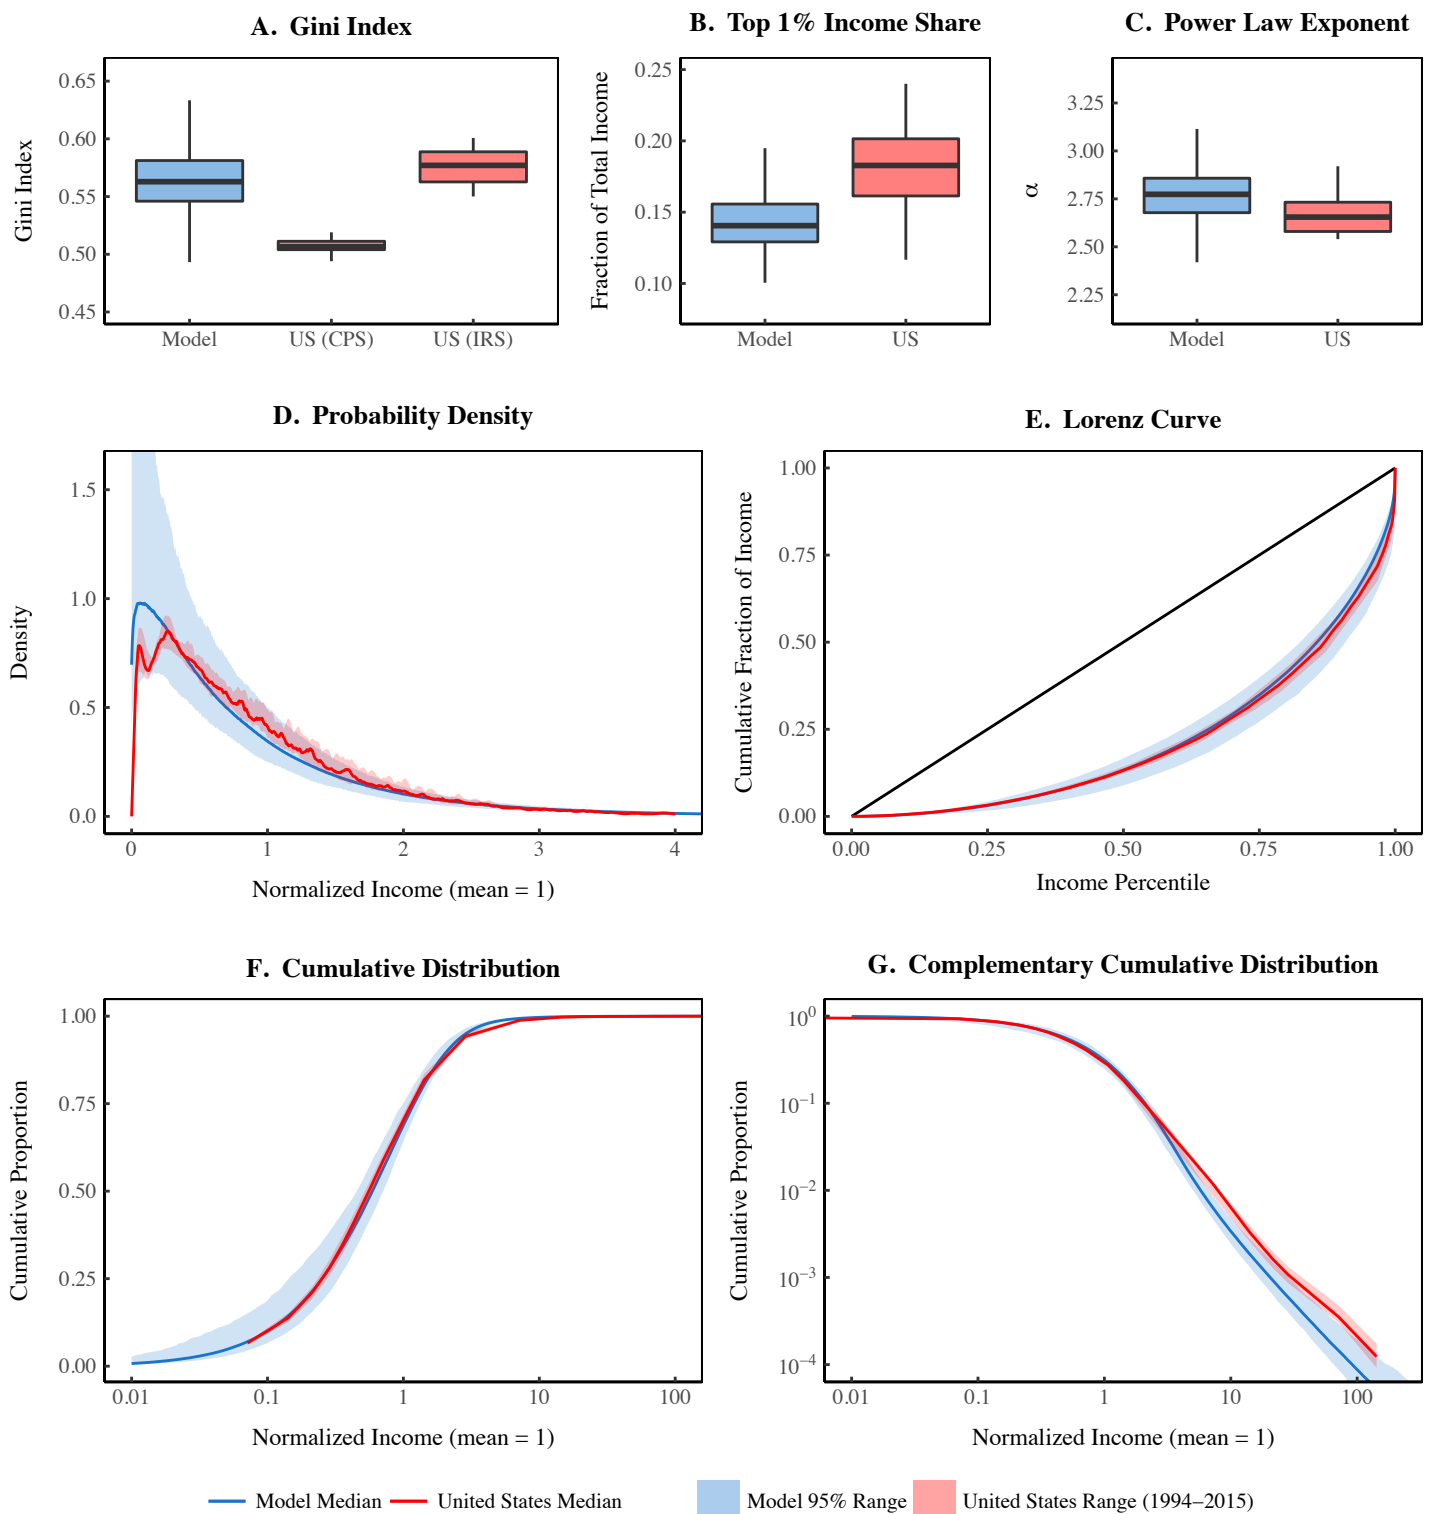 A. Gini Index
Gini Index
0.65
0.60
0.55
0.50
0.45
Model
US (CPS)
US (IRS)
B. Top 1% Income Share
Fraction of Total Income
0.25
0.20
0.15
0.10
Model
US
C. Power Law Exponent
α
3.25
3.00
2.75
2.50
2.25
Model
US
D. Probability Density
Density
1.5
1.0
0.5
0.0
0
1
2
3
4
Normalized Income (mean = 1)
E. Lorenz Curve
Cumulative Fraction of Income
1.00
0.75
0.50
0.25
0.00
0.00
0.25
0.50
0.75
1.00
Income Percentile
F. Cumulative Distribution
Cumulative Proportion
1.00
0.75
0.50
0.25
0.00
0.01
0.1
1
10
100
Normalized Income (mean = 1)
G. Complementary Cumulative Distribution
Cumulative Proportion
10⁰
10⁻¹
10⁻²
10⁻³
10⁻⁴
0.01
0.1
1
10
100
Normalized Income (mean = 1)
Model Median
United States Median
Model 95% Range
United States Range (1994–2015)